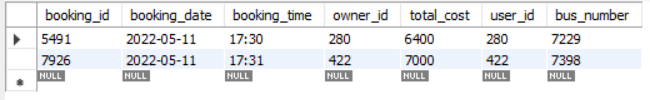 booking_id booking_date booking_time owner_id total_cost user_id bus_number
5491 2022-05-11 17:30 280 6400 280 7229
7926 2022-05-11 17:31 422 7000 422 7398
NULL NULL NULL NULL NULL NULL NULL